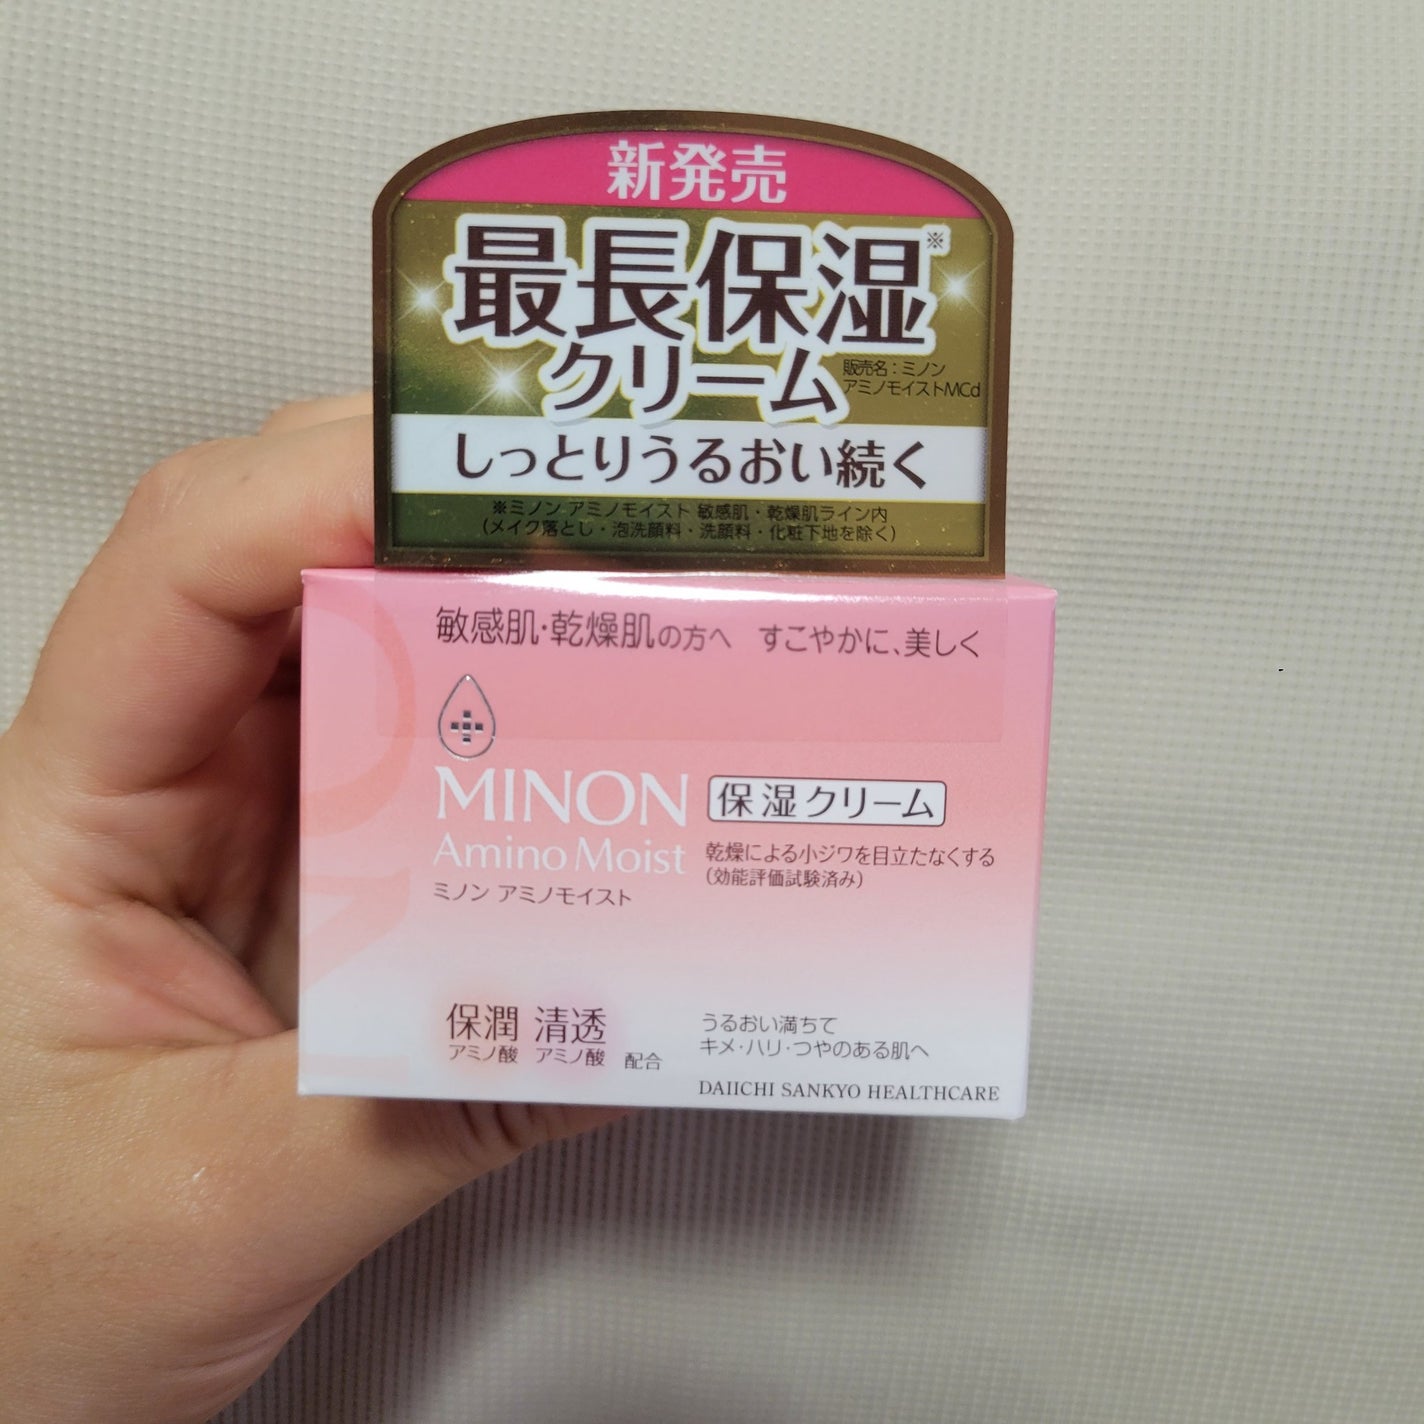 新発売
最長保湿※
クリーム
販売名：ミノン
アミノモイストMCd
しっとりうるおい続く
※ミノン アミノモイスト 敏感肌・乾燥肌ライン内
(メイク落とし・泡洗顔料・洗顔料・化粧下地を除く)
敏感肌・乾燥肌の方へ すこやかに、美しく
MINON
Amino Moist
ミノン アミノモイスト
保湿クリーム
乾燥による小ジワを目立たなくする
(効能評価試験済み)
保潤 清透
アミノ酸 アミノ酸 配合
うるおい満ちて
キメ・ハリ・つやのある肌へ
DAIICHI SANKYO HEALTHCARE